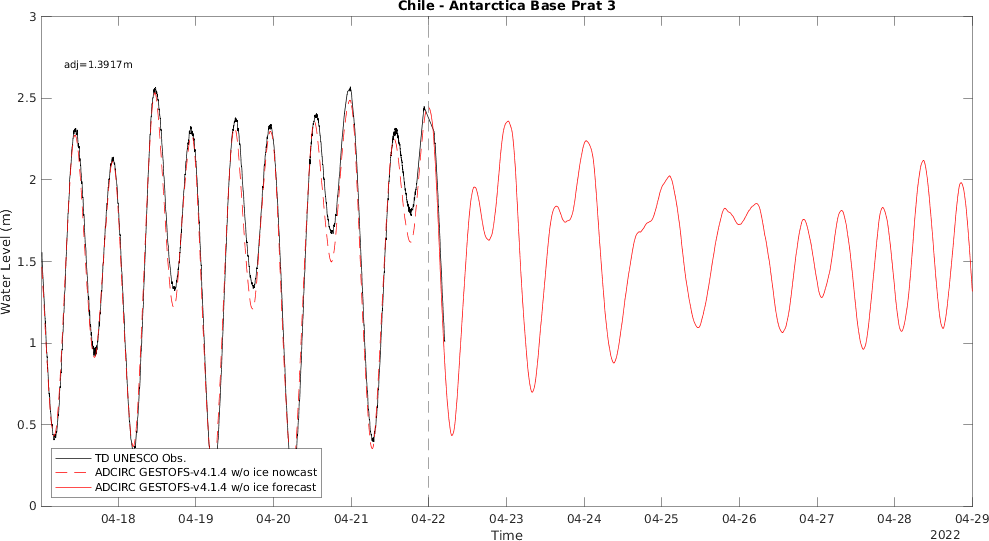 Chile - Antarctica Base Prat 3
adj=1.3917m
Water Level (m)
3
2.5
2
1.5
1
0.5
0
TD UNESCO Obs.
ADCIRC GESTOFS-v4.1.4 w/o ice nowcast
ADCIRC GESTOFS-v4.1.4 w/o ice forecast
04-18 04-19 04-20 04-21 04-22 04-23 04-24 04-25 04-26 04-27 04-28 04-29
Time
2022